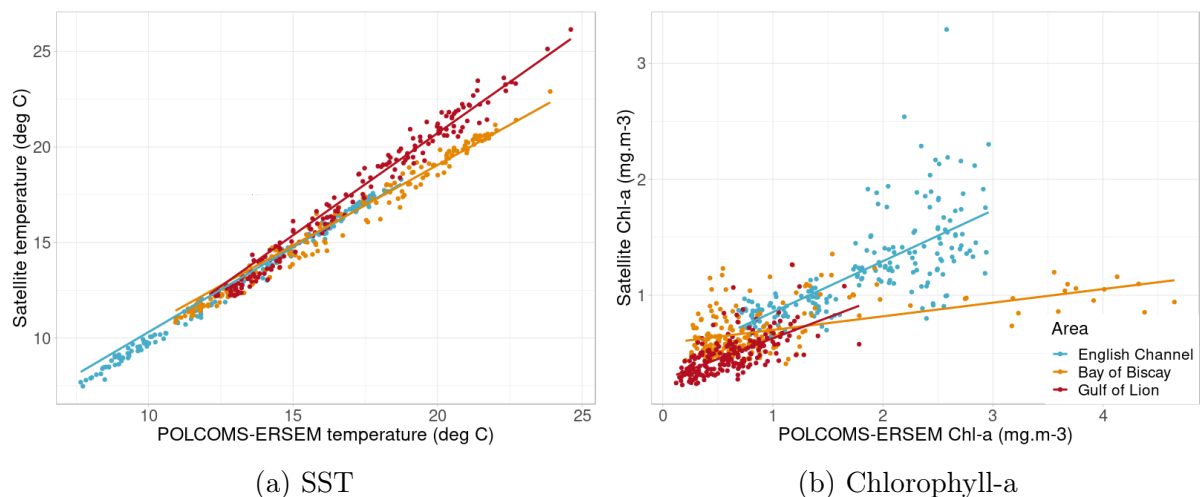 25
20
15
10
Satellite temperature (deg C)
10
15
20
25
POLCOMS-ERSEM temperature (deg C)
(a) SST
3
2
1
Satellite Chl-a (mg.m-3)
0
1
2
3
4
POLCOMS-ERSEM Chl-a (mg.m-3)
Area
English Channel
Bay of Biscay
Gulf of Lion
(b) Chlorophyll-a